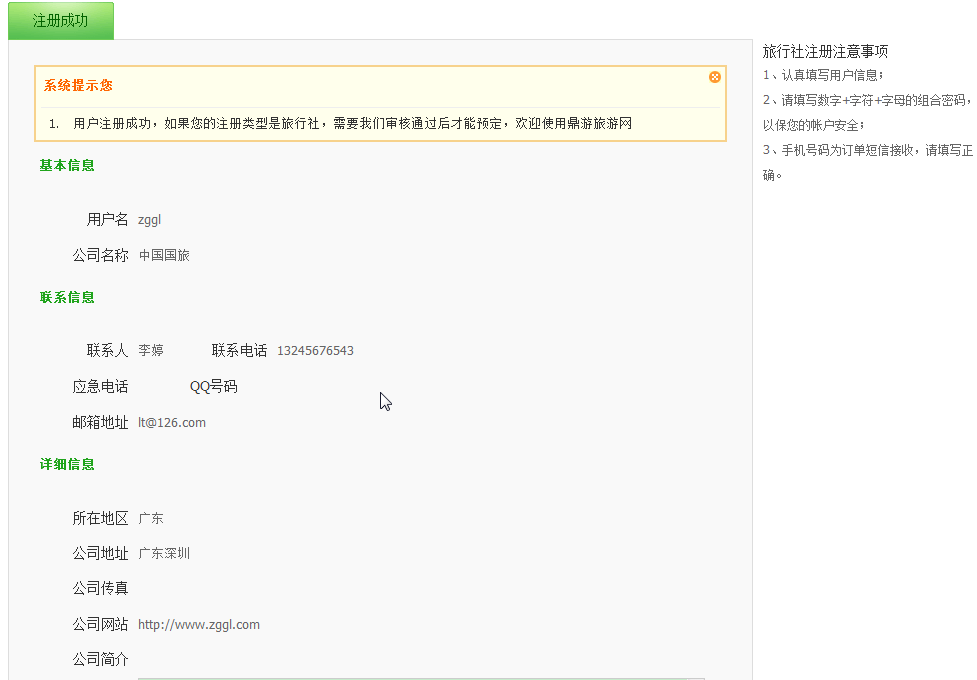 注册成功
系统提示您
1. 用户注册成功，如果您的注册类型是旅行社，需要我们审核通过后才能预定，欢迎使用鼎游旅游网
基本信息
用户名 zggl
公司名称 中国国旅
联系信息
联系人 李婷 联系电话 13245676543
应急电话 QQ号码
邮箱地址 lt@126.com
详细信息
所在地区 广东
公司地址 广东深圳
公司传真
公司网站 http://www.zggl.com
公司简介
旅行社注册注意事项
1、认真填写用户信息；
2、请填写数字+字符+字母的组合密码，
以保您的帐户安全；
3、手机号码为订单短信接收，请填写正
确。